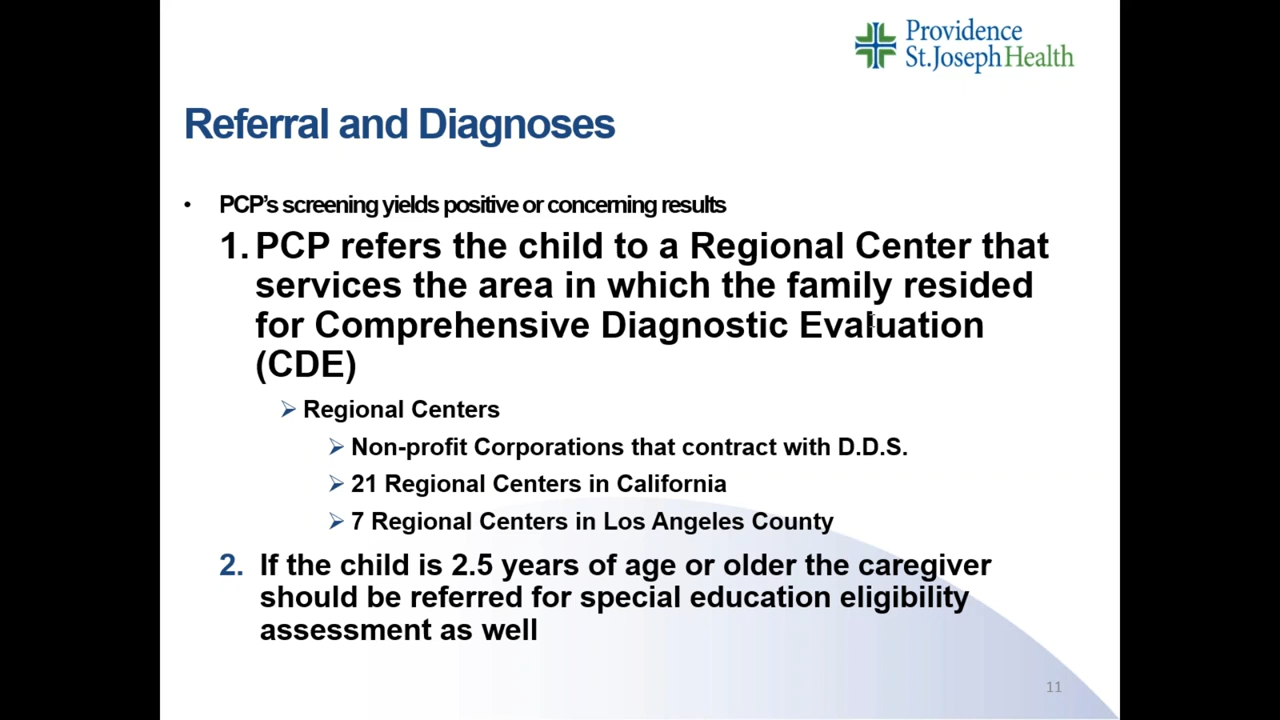 Providence
St.Joseph Health
Referral and Diagnoses
• PCP's screening yields positive or concerning results
1. PCP refers the child to a Regional Center that
services the area in which the family resided
for Comprehensive Diagnostic Evaluation
(CDE)
➢ Regional Centers
➢ Non-profit Corporations that contract with D.D.S.
➢ 21 Regional Centers in California
➢ 7 Regional Centers in Los Angeles County
2. If the child is 2.5 years of age or older the caregiver
should be referred for special education eligibility
assessment as well
11